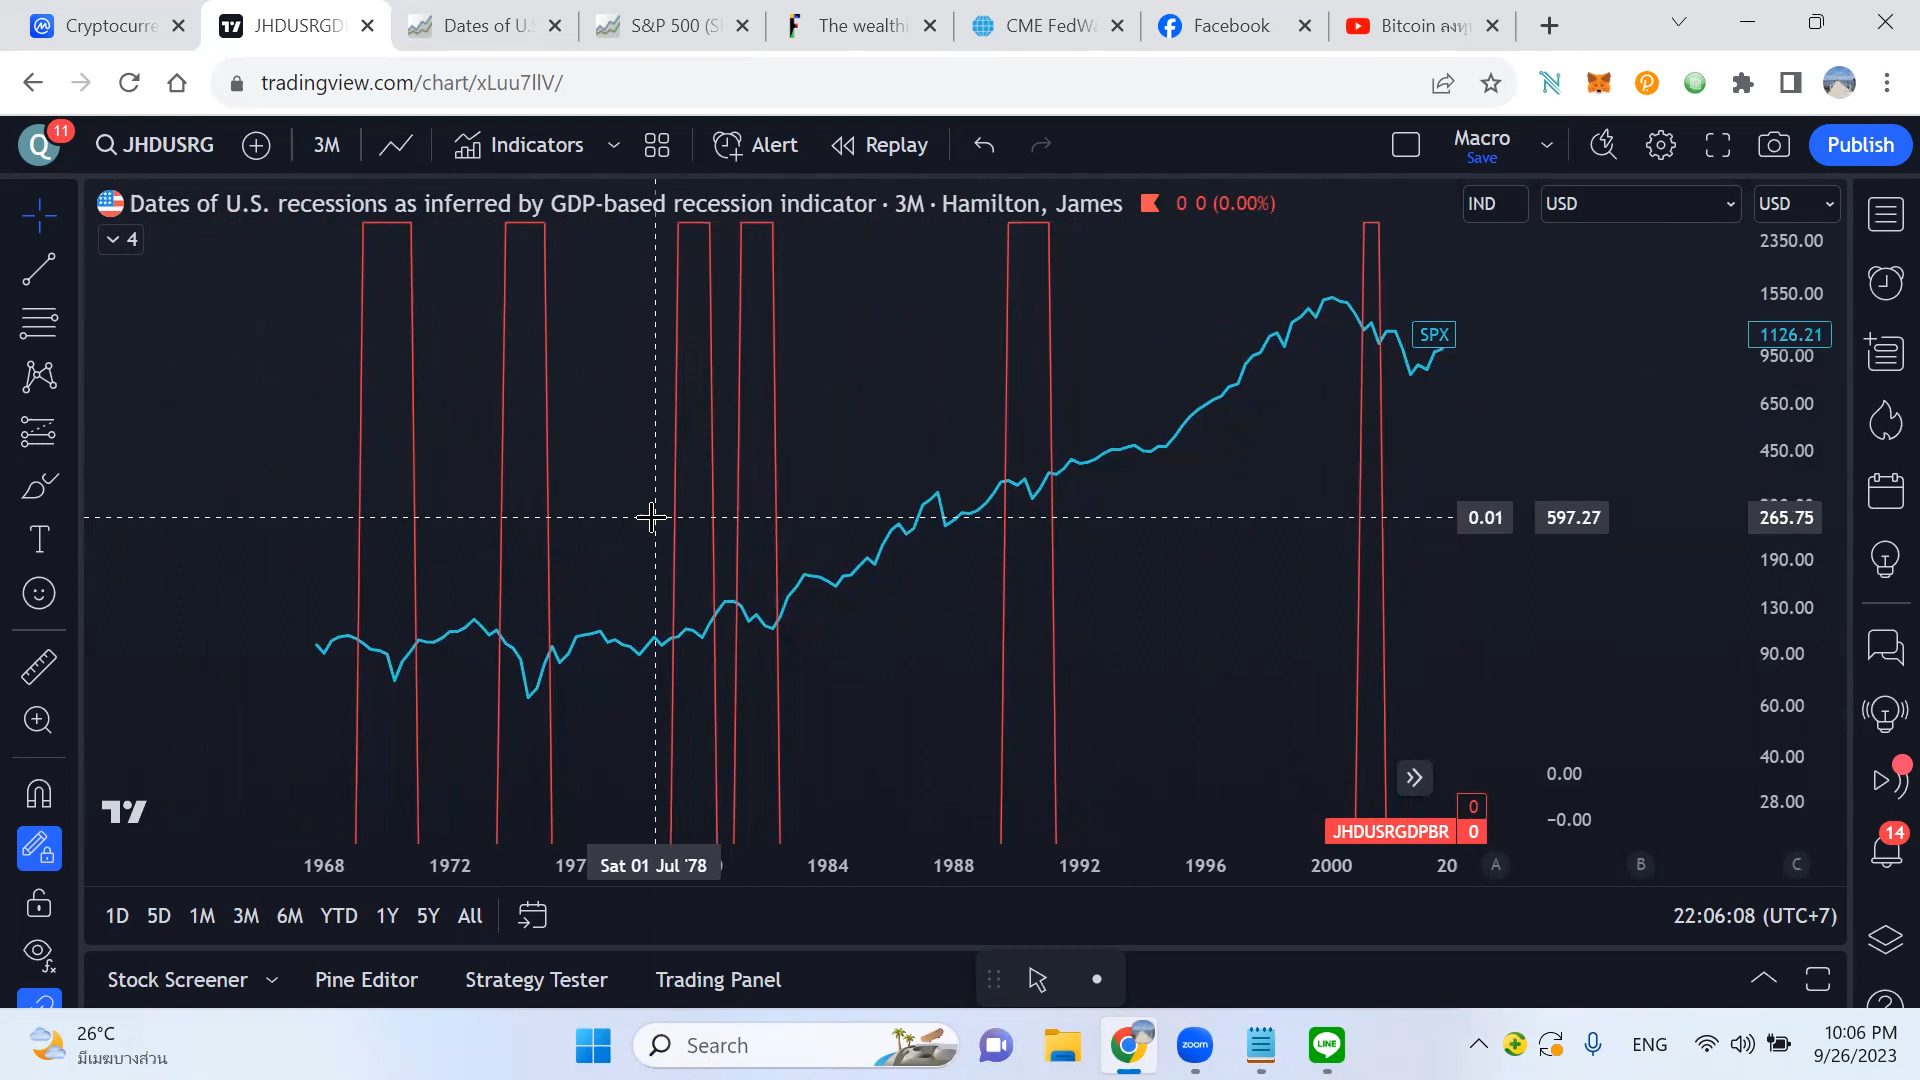 Cryptocurre
JHDUSRGD
Dates of U.S
S&P 500 (SI
The wealthi
CME FedWa
Facebook
Bitcoin ลงทุ
tradingview.com/chart/xLuu7llV/
Q
11
JHDUSRG
3M
Indicators
Alert
Replay
Macro
Save
Publish
Dates of U.S. recessions as inferred by GDP-based recession indicator · 3M · Hamilton, James
0 0 (0.00%)
IND
USD
USD
4
2350.00
1550.00
SPX
1126.21
950.00
650.00
450.00
0.01
597.27
265.75
190.00
130.00
90.00
60.00
40.00
0.00
28.00
0
−0.00
JHDUSRGDPBR
0
14
1968
1972
197
Sat 01 Jul '78
1984
1988
1992
1996
2000
20
A
B
C
1D
5D
1M
3M
6M
YTD
1Y
5Y
All
22:06:08 (UTC+7)
Stock Screener
Pine Editor
Strategy Tester
Trading Panel
26°C
มีเมฆบางส่วน
Search
zoom
LINE
ENG
10:06 PM
9/26/2023